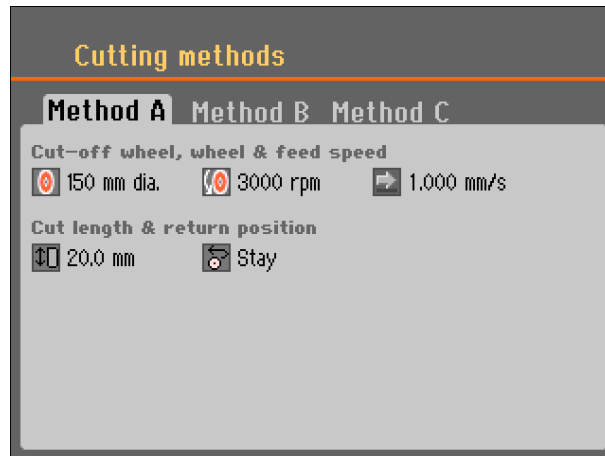 Cutting methods
Method A Method B Method C
Cut-off wheel, wheel & feed speed
150 mm dia. 3000 rpm 1.000 mm/s
Cut length & return position
20.0 mm Stay